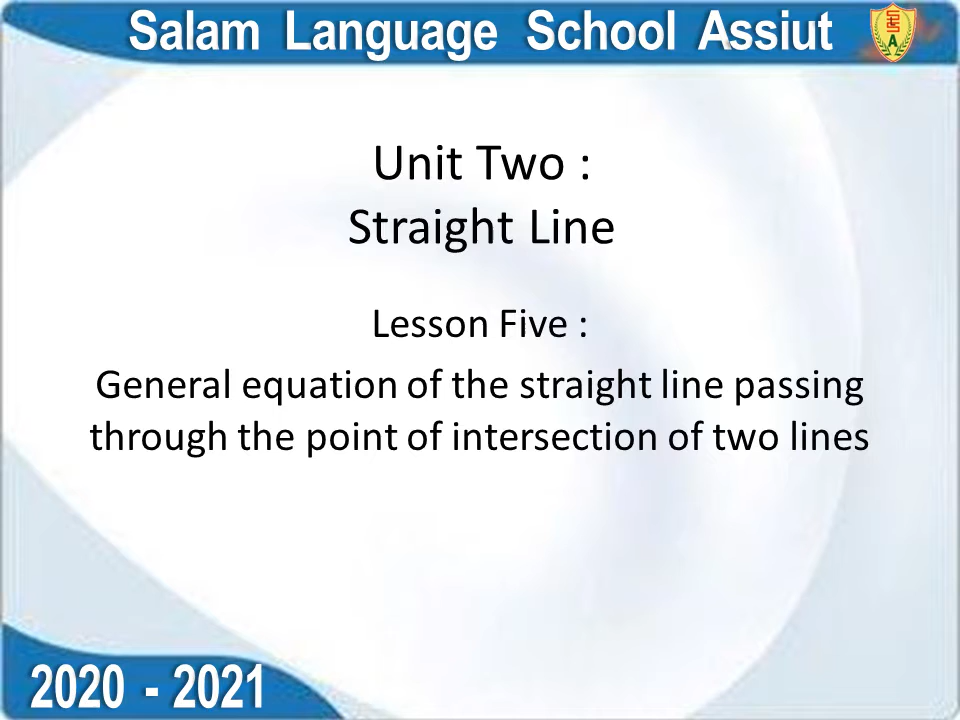 Salam Language School Assiut
Unit Two :
Straight Line
Lesson Five :
General equation of the straight line passing
through the point of intersection of two lines
2020 - 2021